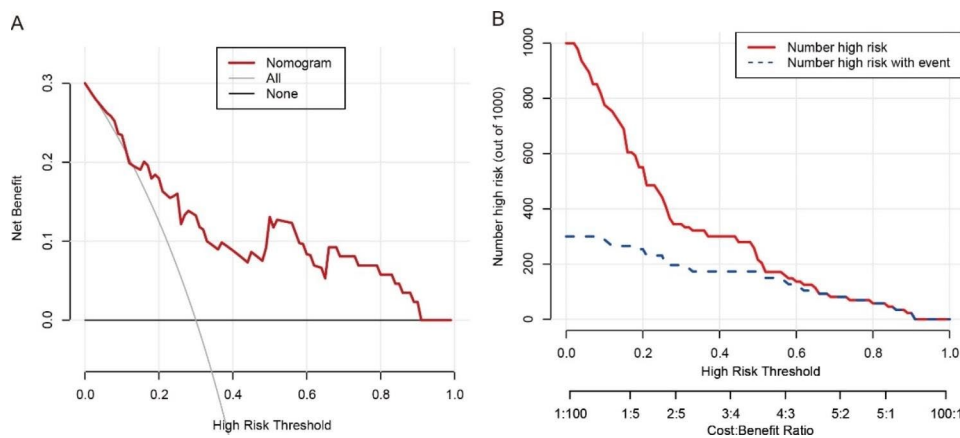 A
Nomogram
All
None
0.3
0.2
0.1
0.0
Net Benefit
0.0 0.2 0.4 0.6 0.8 1.0
High Risk Threshold
B
Number high risk
Number high risk with event
1000
800
600
400
200
0
Number high risk (out of 1000)
0.0 0.2 0.4 0.6 0.8 1.0
High Risk Threshold
1:100 1:5 2:5 3:4 4:3 5:2 5:1 100:1
Cost:Benefit Ratio